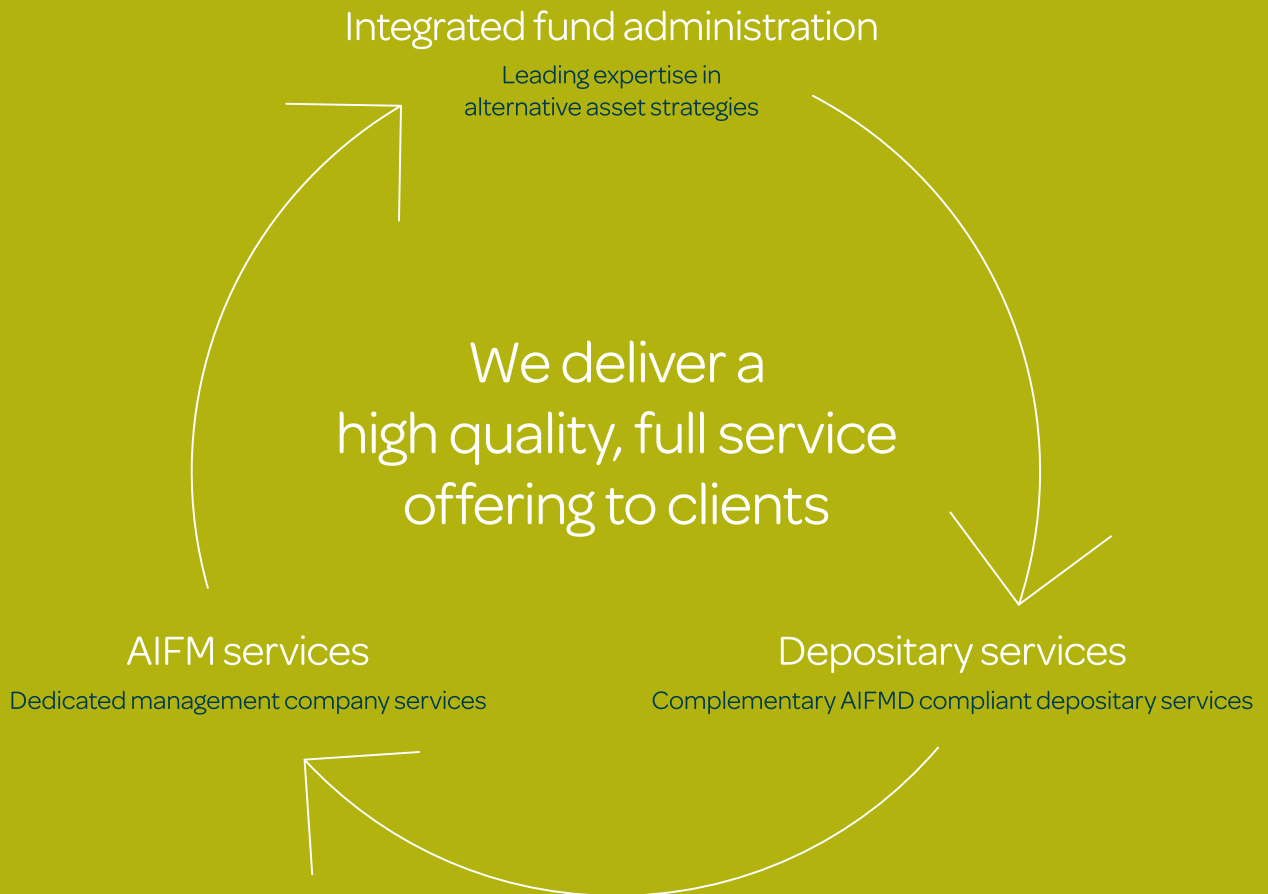 Integrated fund administration
Leading expertise in
alternative asset strategies
We deliver a
high quality, full service
offering to clients
AIFM services
Dedicated management company services
Depositary services
Complementary AIFMD compliant depositary services